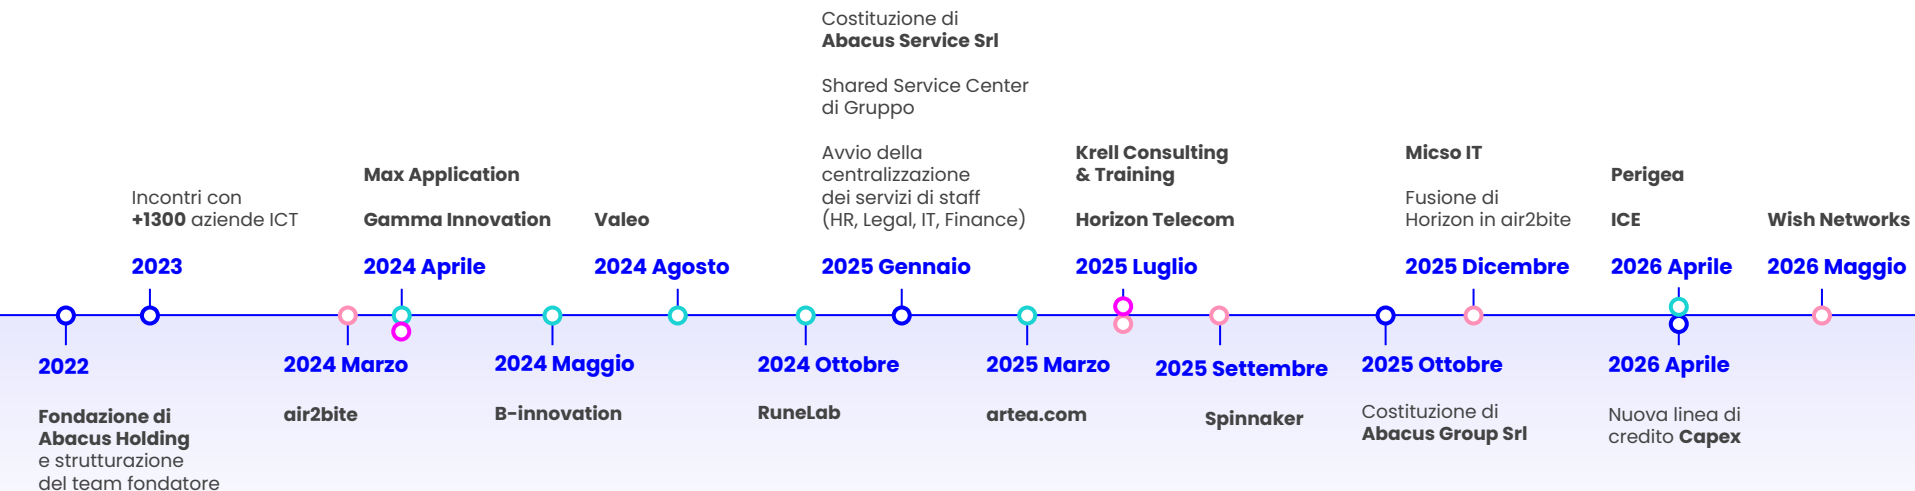 Costituzione di
Abacus Service Srl
Shared Service Center
di Gruppo
Avvio della
centralizzazione
dei servizi di staff
(HR, Legal, IT, Finance)
2025 Gennaio
Incontri con
+1300 aziende ICT
2023
Max Application
Gamma Innovation
2024 Aprile
Valeo
2024 Agosto
Krell Consulting
& Training
Horizon Telecom
2025 Luglio
Micso IT
Fusione di
Horizon in air2bite
2025 Dicembre
Perigea
ICE
2026 Aprile
Wish Networks
2026 Maggio
2022
Fondazione di
Abacus Holding
e strutturazione
del team fondatore
2024 Marzo
air2bite
2024 Maggio
B-innovation
2024 Ottobre
RuneLab
2025 Marzo
artea.com
2025 Settembre
Spinnaker
2025 Ottobre
Costituzione di
Abacus Group Srl
2026 Aprile
Nuova linea di
credito Capex